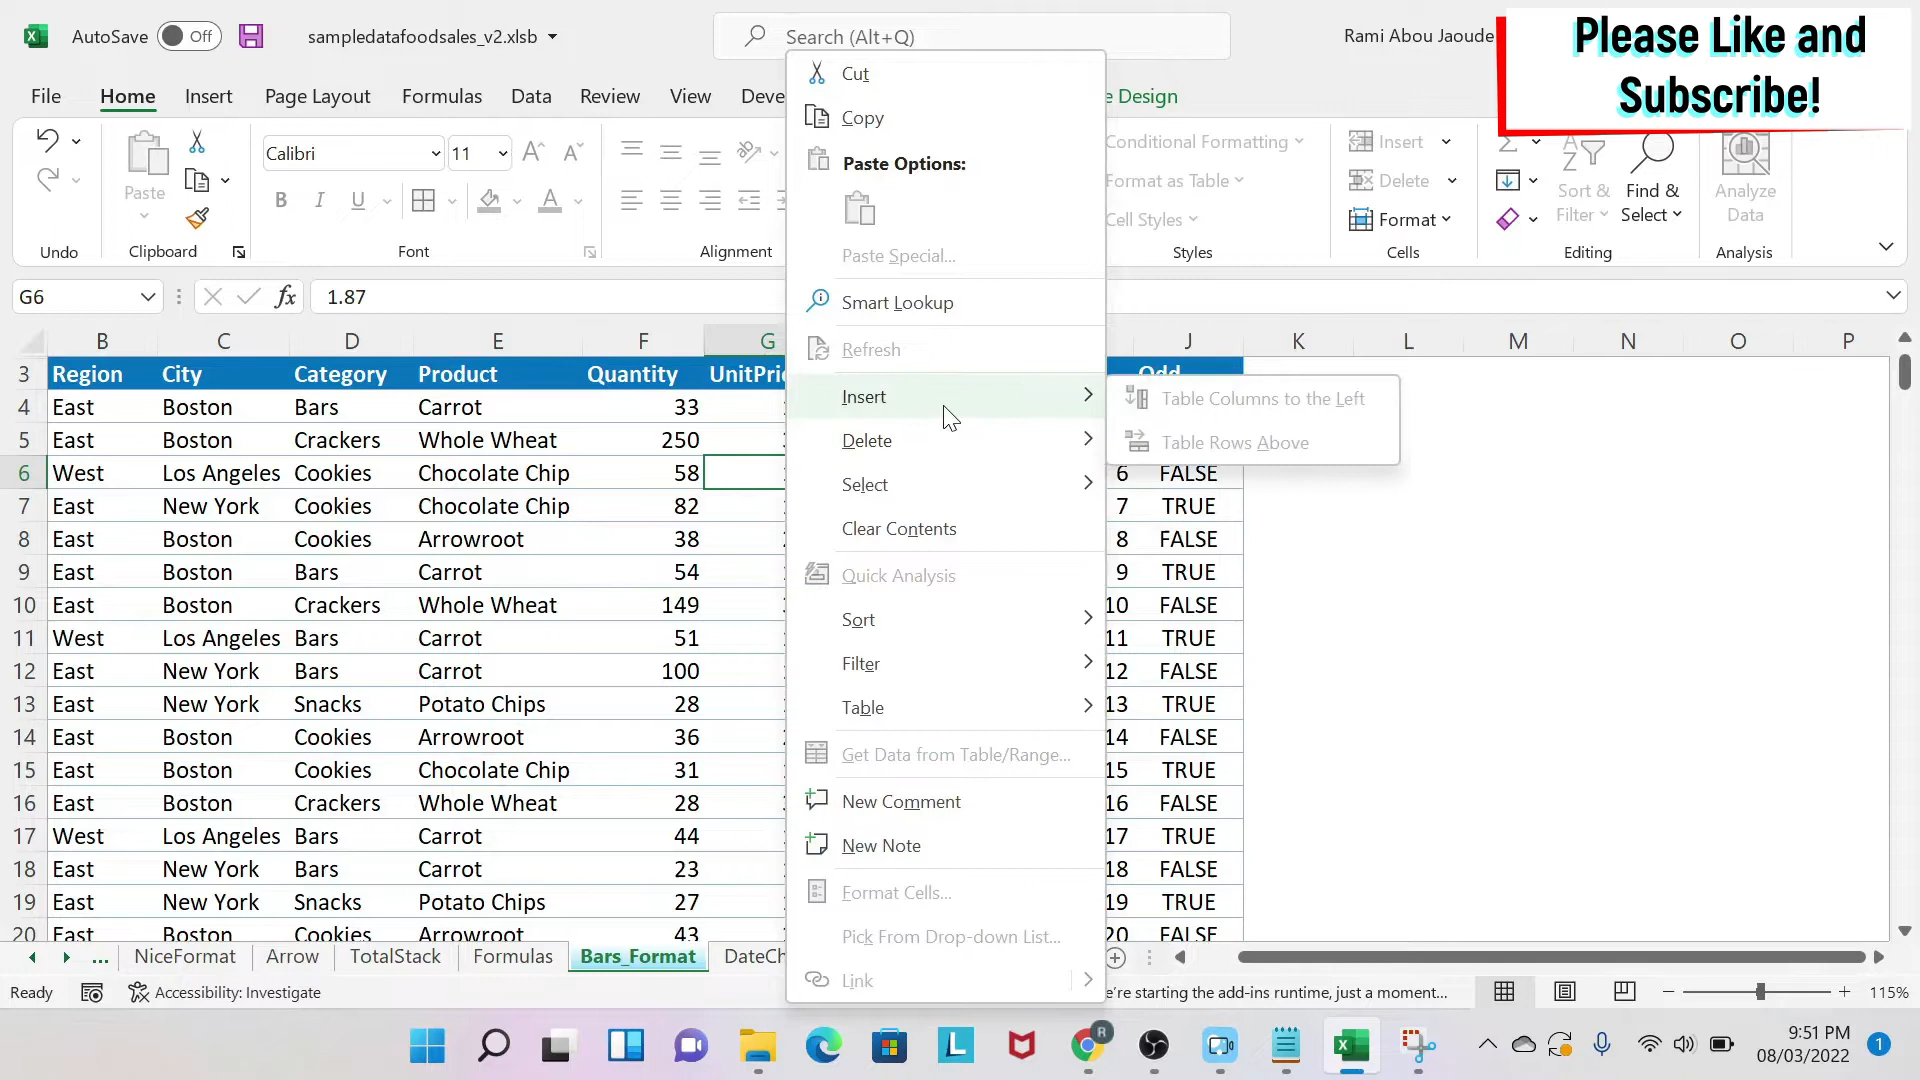 AutoSave Off sampledatafoodsales_v2.xlsb Search (Alt+Q) Rami Abou Jaoude
Please Like and
Subscribe!
File Home Insert Page Layout Formulas Data Review View Deve e Design
Calibri 11
B I U
Paste
Conditional Formatting
Format as Table
Cell Styles
Insert
Delete
Format
Sort &
Filter
Find &
Select
Analyze
Data
Undo Clipboard Font Alignment Styles Cells Editing Analysis
G6 fx 1.87
Cut
Copy
Paste Options:
Paste Special...
Smart Lookup
Refresh
Insert
Delete
Select
Clear Contents
Quick Analysis
Sort
Filter
Table
Get Data from Table/Range...
New Comment
New Note
Format Cells...
Pick From Drop-down List...
Link
Table Columns to the Left
Table Rows Above
B C D E F G J K L M N O P
3 Region City Category Product Quantity UnitPri
4 East Boston Bars Carrot 33
5 East Boston Crackers Whole Wheat 250
6 West Los Angeles Cookies Chocolate Chip 58 6 FALSE
7 East New York Cookies Chocolate Chip 82 7 TRUE
8 East Boston Cookies Arrowroot 38 8 FALSE
9 East Boston Bars Carrot 54 9 TRUE
10 East Boston Crackers Whole Wheat 149 10 FALSE
11 West Los Angeles Bars Carrot 51 11 TRUE
12 East New York Bars Carrot 100 12 FALSE
13 East New York Snacks Potato Chips 28 13 TRUE
14 East Boston Cookies Arrowroot 36 14 FALSE
15 East Boston Cookies Chocolate Chip 31 15 TRUE
16 East Boston Crackers Whole Wheat 28 16 FALSE
17 West Los Angeles Bars Carrot 44 17 TRUE
18 East New York Bars Carrot 23 18 FALSE
19 East New York Snacks Potato Chips 27 19 TRUE
20 East Boston Cookies Arrowroot 43 20 FALSE
... NiceFormat Arrow TotalStack Formulas Bars_Format DateCh
Ready Accessibility: Investigate 're starting the add-ins runtime, just a moment... 115%
9:51 PM
08/03/2022
1